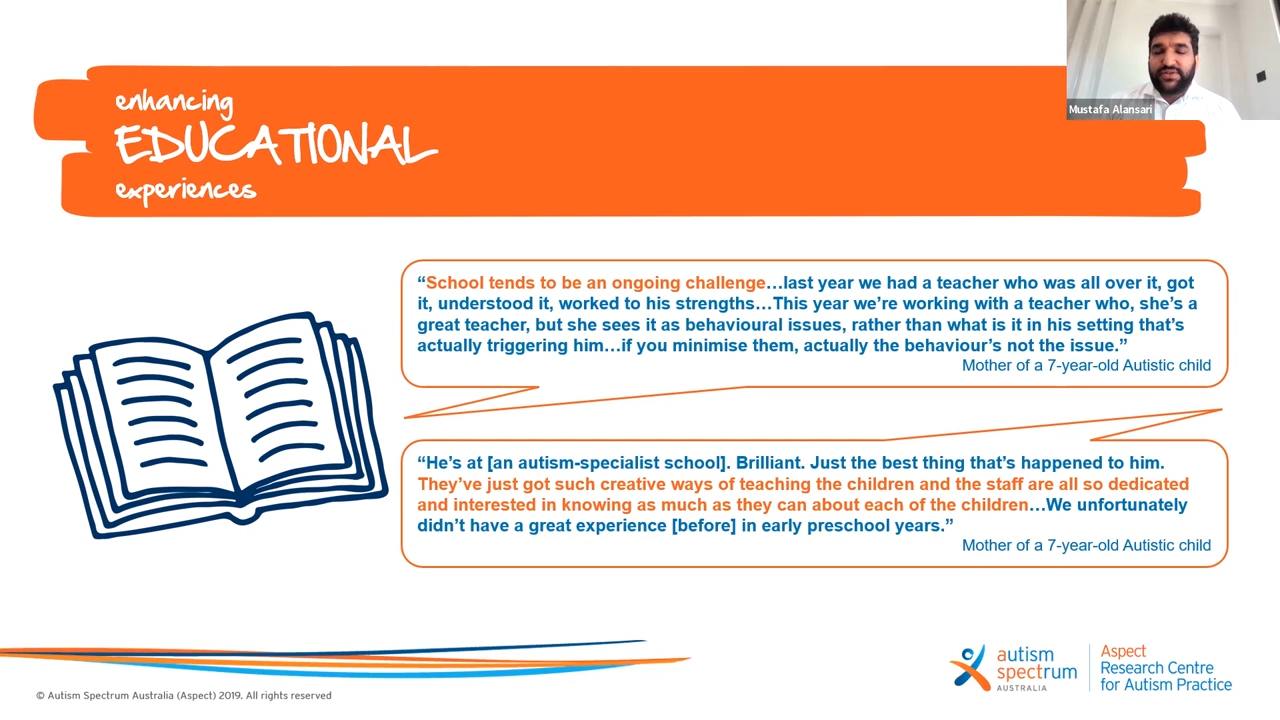 Mustafa Alansari
enhancing
EDUCATIONAL
experiences
“School tends to be an ongoing challenge…last year we had a teacher who was all over it, got
it, understood it, worked to his strengths…This year we’re working with a teacher who, she’s a
great teacher, but she sees it as behavioural issues, rather than what is it in his setting that’s
actually triggering him…if you minimise them, actually the behaviour’s not the issue.”
Mother of a 7-year-old Autistic child
“He’s at [an autism-specialist school]. Brilliant. Just the best thing that’s happened to him.
They’ve just got such creative ways of teaching the children and the staff are all so dedicated
and interested in knowing as much as they can about each of the children…We unfortunately
didn’t have a great experience [before] in early preschool years.”
Mother of a 7-year-old Autistic child
autism
spectrum
AUSTRALIA
Aspect
Research Centre
for Autism Practice
© Autism Spectrum Australia (Aspect) 2019. All rights reserved